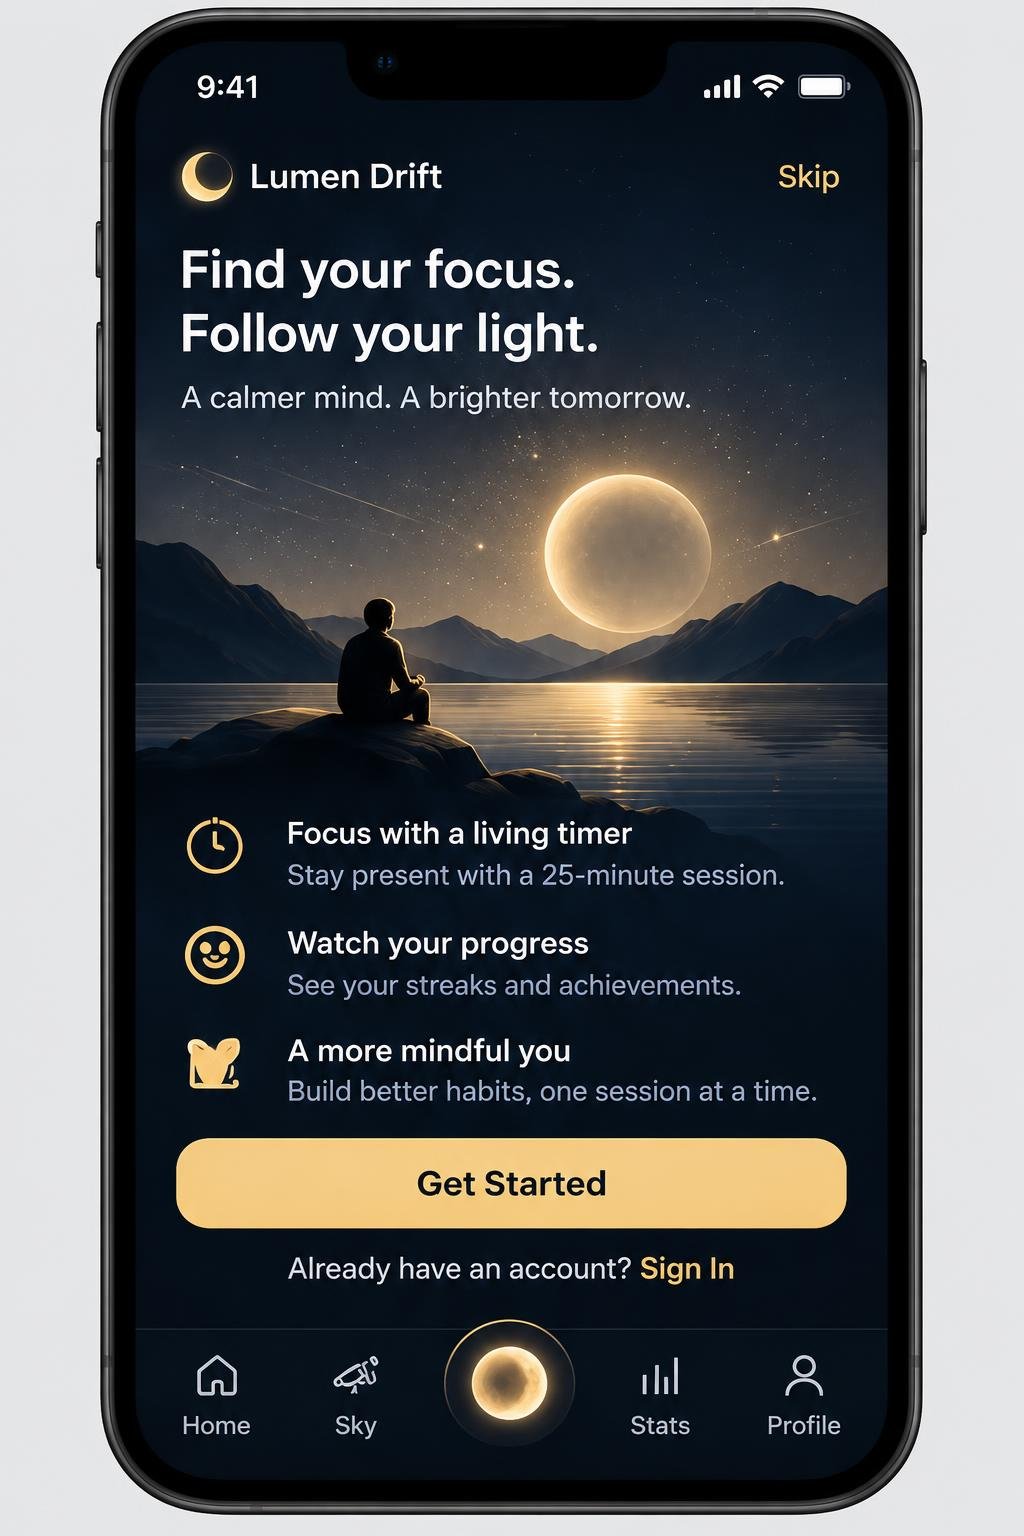 9:41
Lumen Drift
Skip
Find your focus.
Follow your light.
A calmer mind. A brighter tomorrow.
Focus with a living timer
Stay present with a 25-minute session.
Watch your progress
See your streaks and achievements.
A more mindful you
Build better habits, one session at a time.
Get Started
Already have an account? Sign In
Home
Sky
Stats
Profile